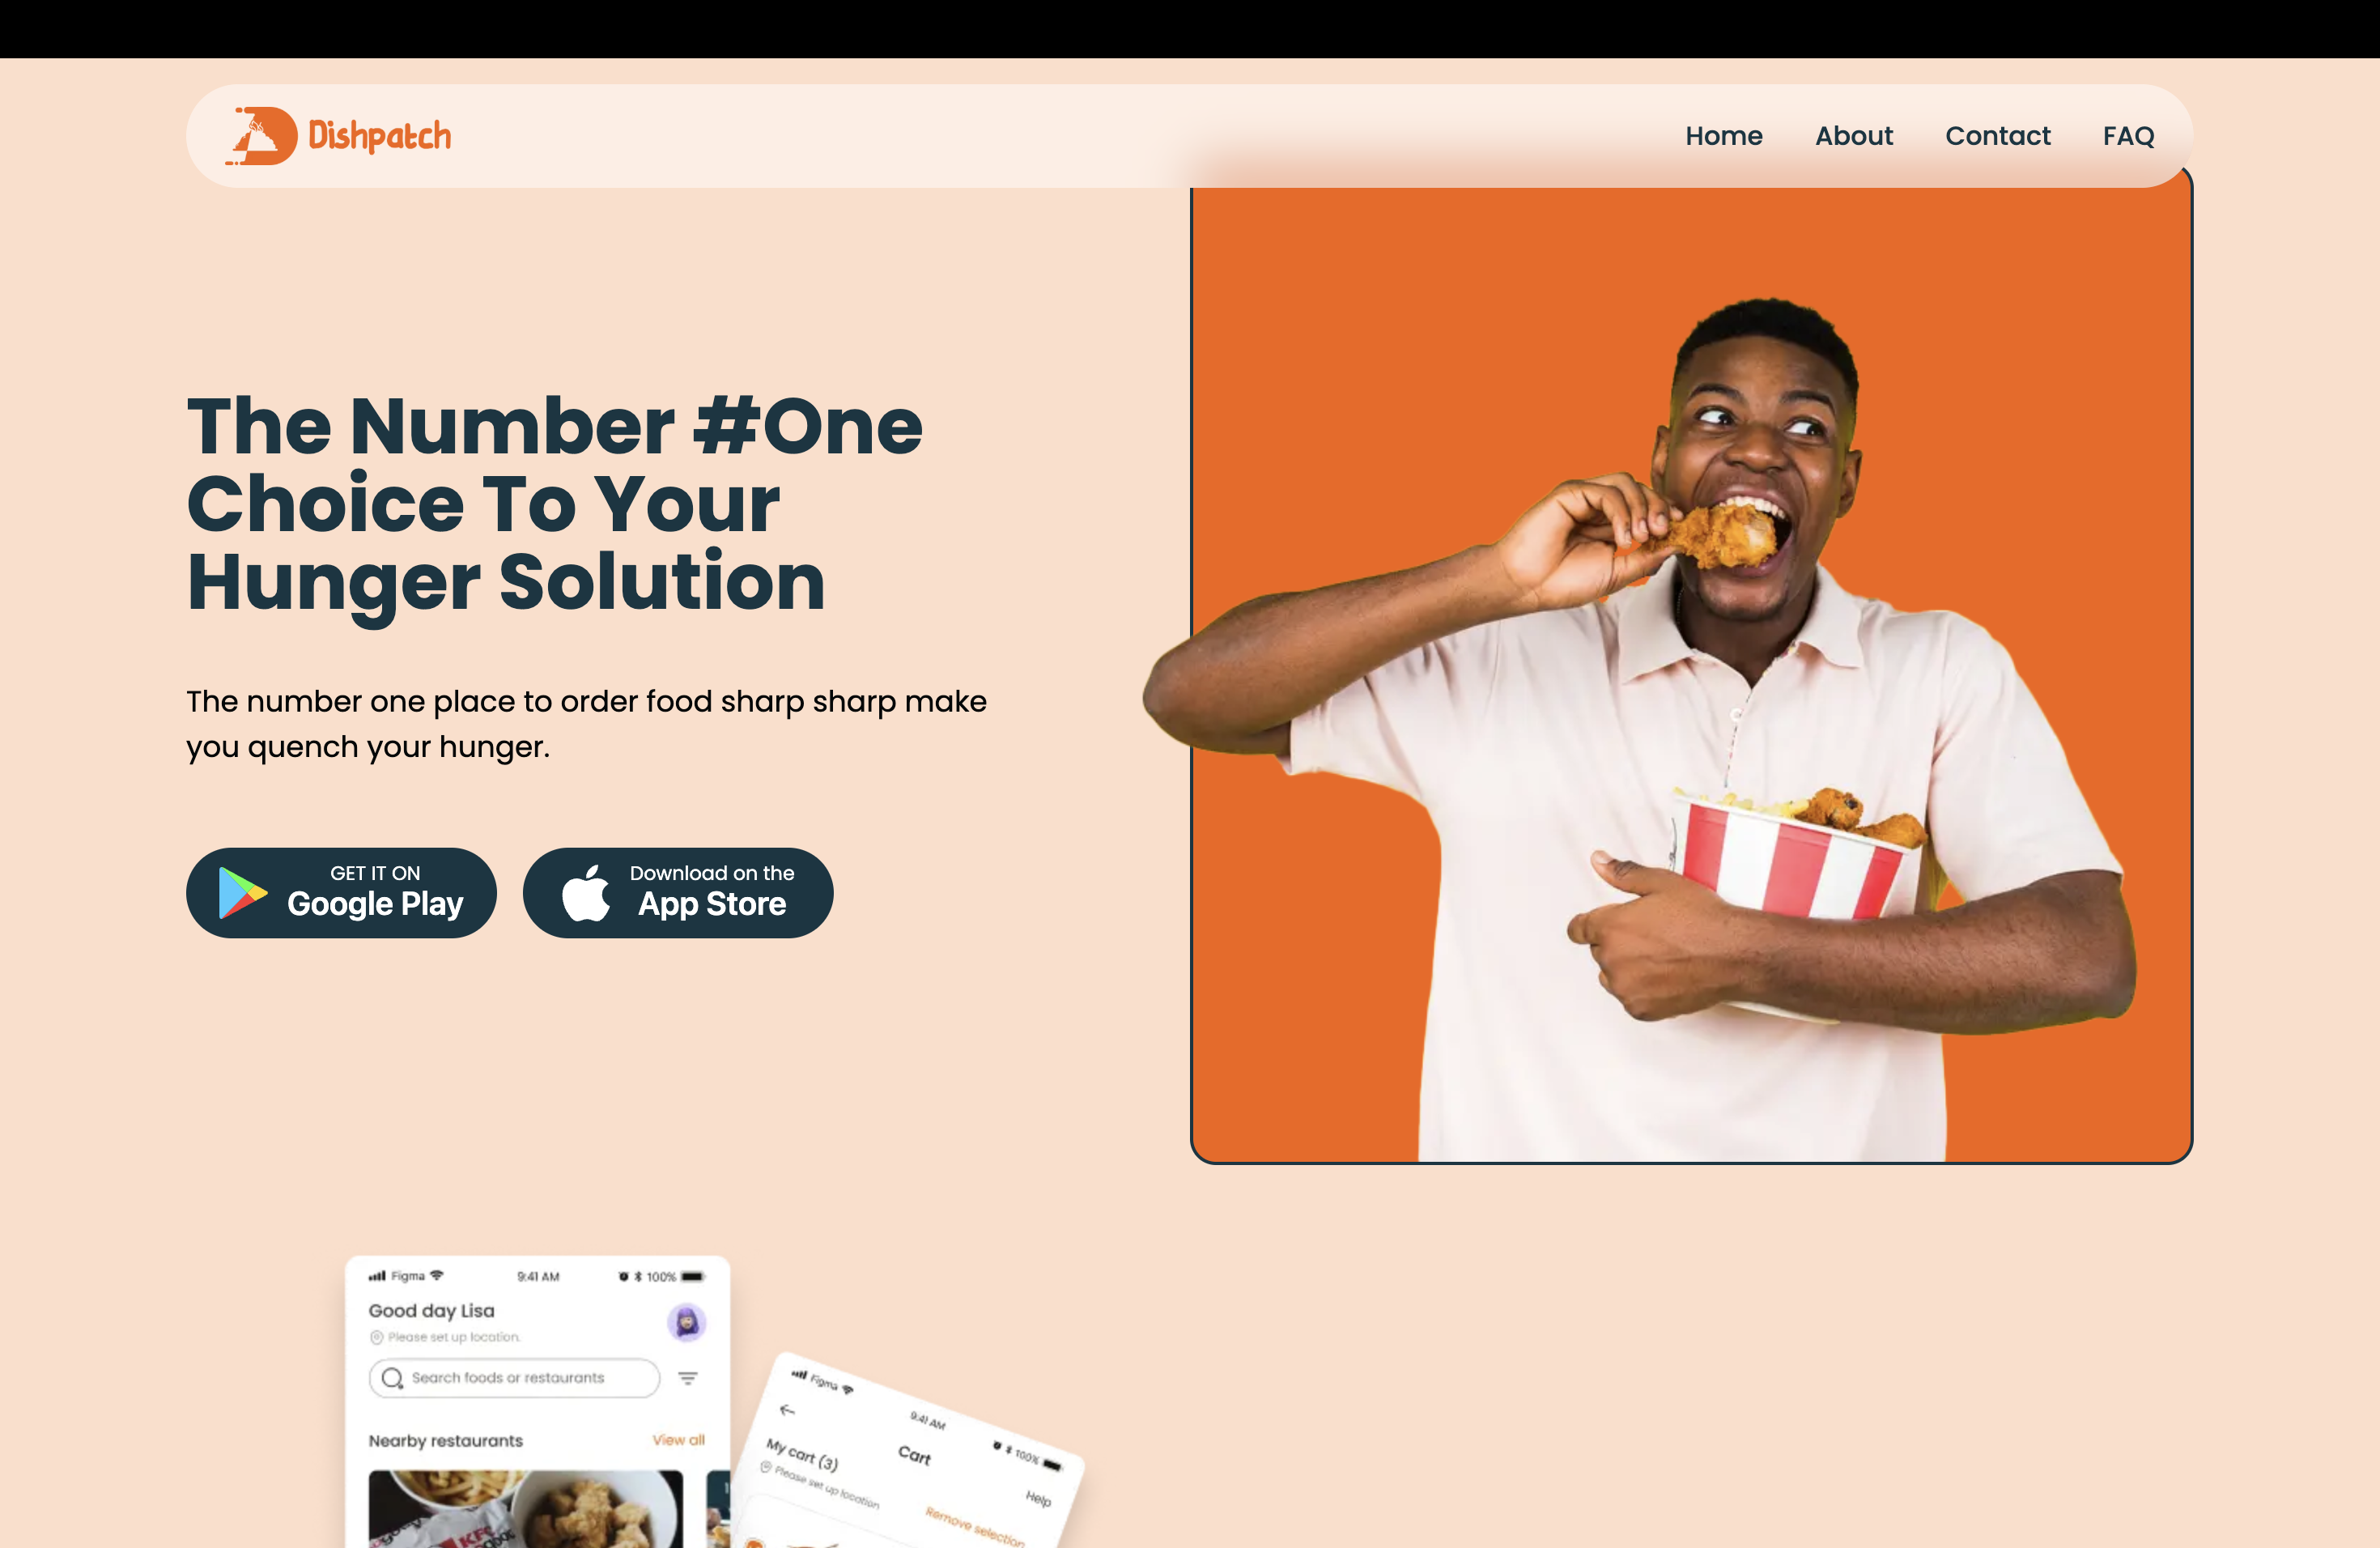 Dishpatch
Home About Contact FAQ
The Number #One
Choice To Your
Hunger Solution
The number one place to order food sharp sharp make
you quench your hunger.
GET IT ON
Google Play
Download on the
App Store
Figma 9:41 AM 100%
Good day Lisa
Please set up location.
Search foods or restaurants
Nearby restaurants View all
KFC
Figma 9:41 AM 100%
Cart
My cart (3) Help
Please set up location
Remove selection